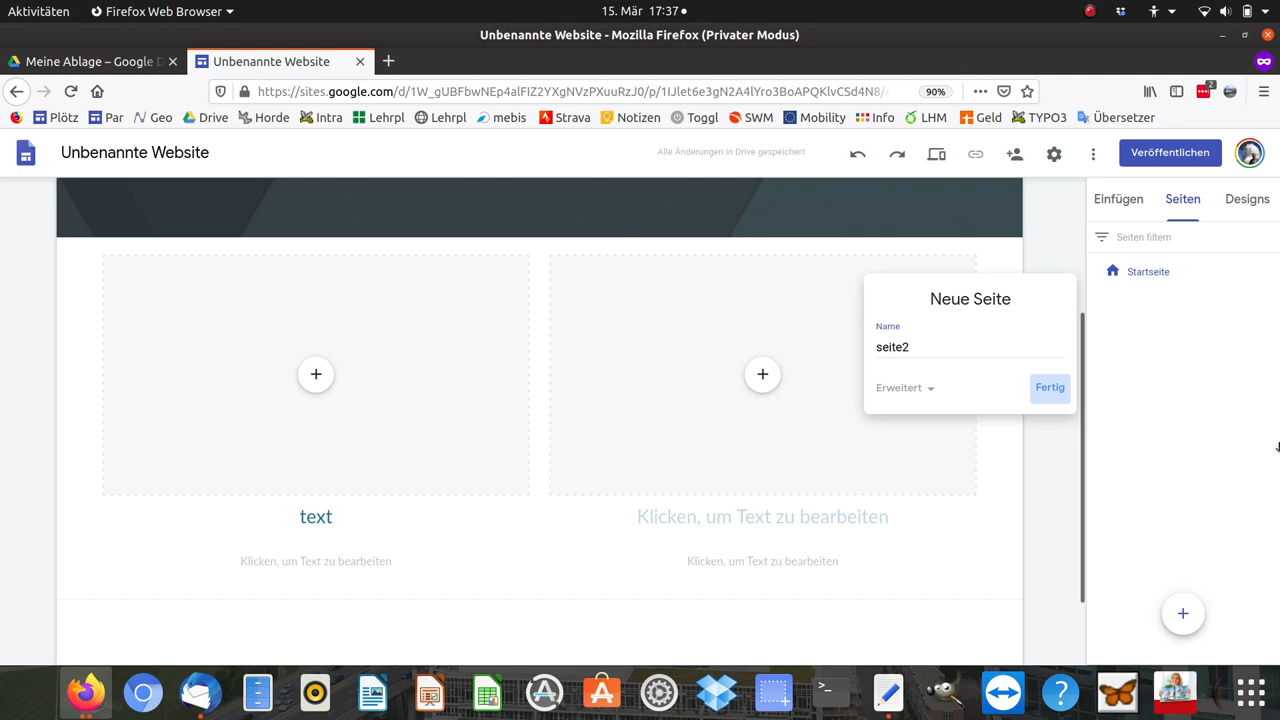 Aktivitäten
Firefox Web Browser
15. Mär 17:37
Unbenannte Website - Mozilla Firefox (Privater Modus)
Meine Ablage – Google D
Unbenannte Website
https://sites.google.com/d/1W_gUBFbwNEp4alFIZ2YXgNVzPXuuRzJ0/p/1IJlet6e3gN2A4lYro3BoAPQKlvCSd4N8/
90%
2
Plötz
Par
Geo
Drive
Horde
Intra
Lehrpl
Lehrpl
mebis
Strava
Notizen
Toggl
SWM
Mobility
Info
LHM
Geld
TYPO3
Übersetzer
Unbenannte Website
Alle Änderungen in Drive gespeichert
Veröffentlichen
Einfügen
Seiten
Designs
Seiten filtern
Startseite
Neue Seite
Name
seite2
Erweitert
Fertig
text
Klicken, um Text zu bearbeiten
Klicken, um Text zu bearbeiten
Klicken, um Text zu bearbeiten